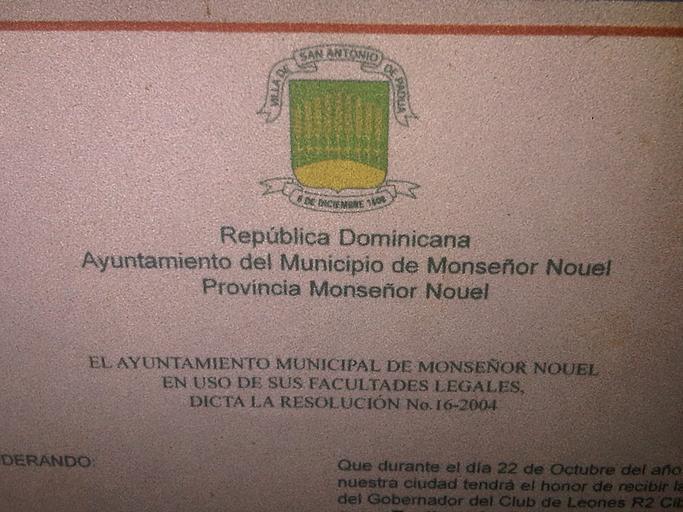 VILLA DE SAN ANTONIO DE PADUA
6 DE DICIEMBRE
República Dominicana
Ayuntamiento del Municipio de Monseñor Nouel
Província Monseñor Nouel
EL AYUNTAMIENTO MUNICIPAL DE MONSEÑOR NOUEL
EN USO DE SUS FACULTADES LEGALES,
DICTA LA RESOLUCIÓN No.16-2004
DERANDO:
Que durante el día 22 de Octubre del año
nuestra ciudad tendrá el honor de recibir
del Gobernador del Club de Leones R2